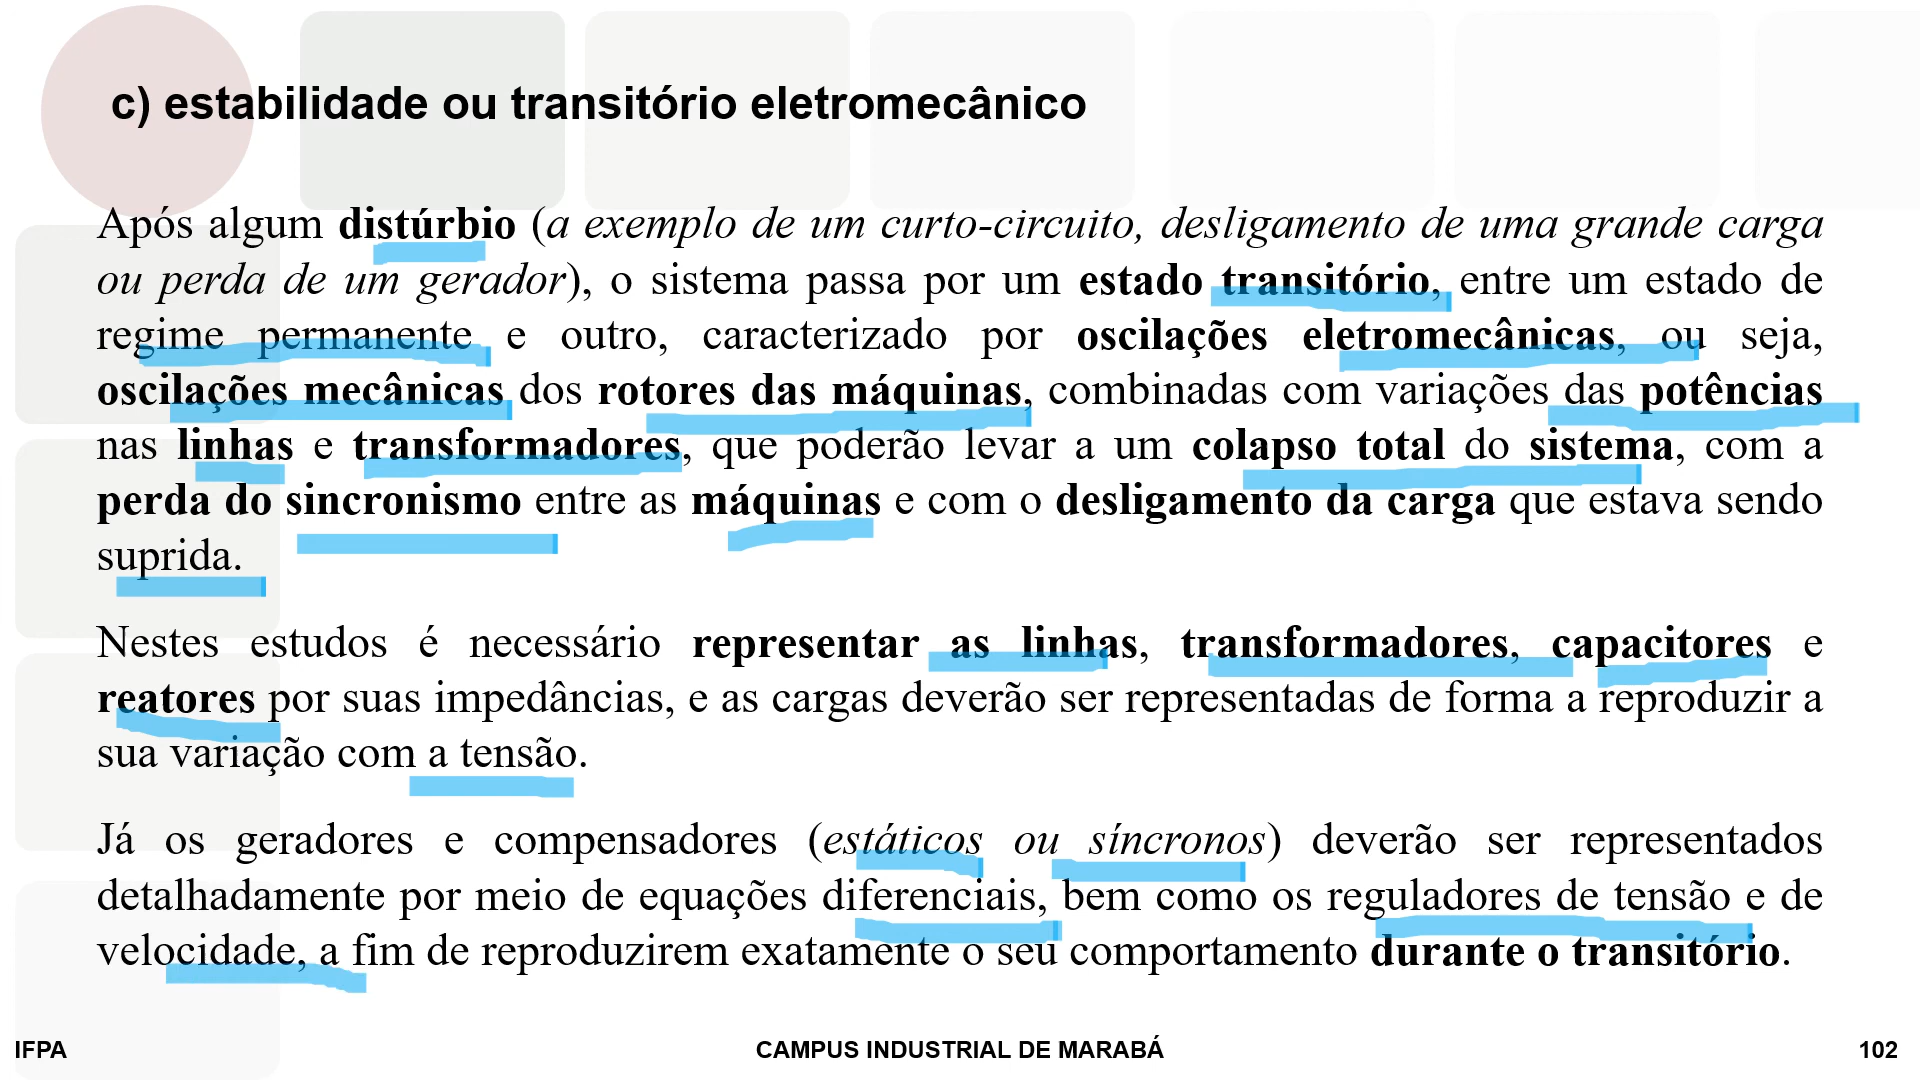 c) estabilidade ou transitório eletromecânico
Após algum distúrbio (a exemplo de um curto-circuito, desligamento de uma grande carga
ou perda de um gerador), o sistema passa por um estado transitório, entre um estado de
regime permanente e outro, caracterizado por oscilações eletromecânicas, ou seja,
oscilações mecânicas dos rotores das máquinas, combinadas com variações das potências
nas linhas e transformadores, que poderão levar a um colapso total do sistema, com a
perda do sincronismo entre as máquinas e com o desligamento da carga que estava sendo
suprida.
Nestes estudos é necessário representar as linhas, transformadores, capacitores e
reatores por suas impedâncias, e as cargas deverão ser representadas de forma a reproduzir a
sua variação com a tensão.
Já os geradores e compensadores (estáticos ou síncronos) deverão ser representados
detalhadamente por meio de equações diferenciais, bem como os reguladores de tensão e de
velocidade, a fim de reproduzirem exatamente o seu comportamento durante o transitório.
IFPA
CAMPUS INDUSTRIAL DE MARABÁ
102